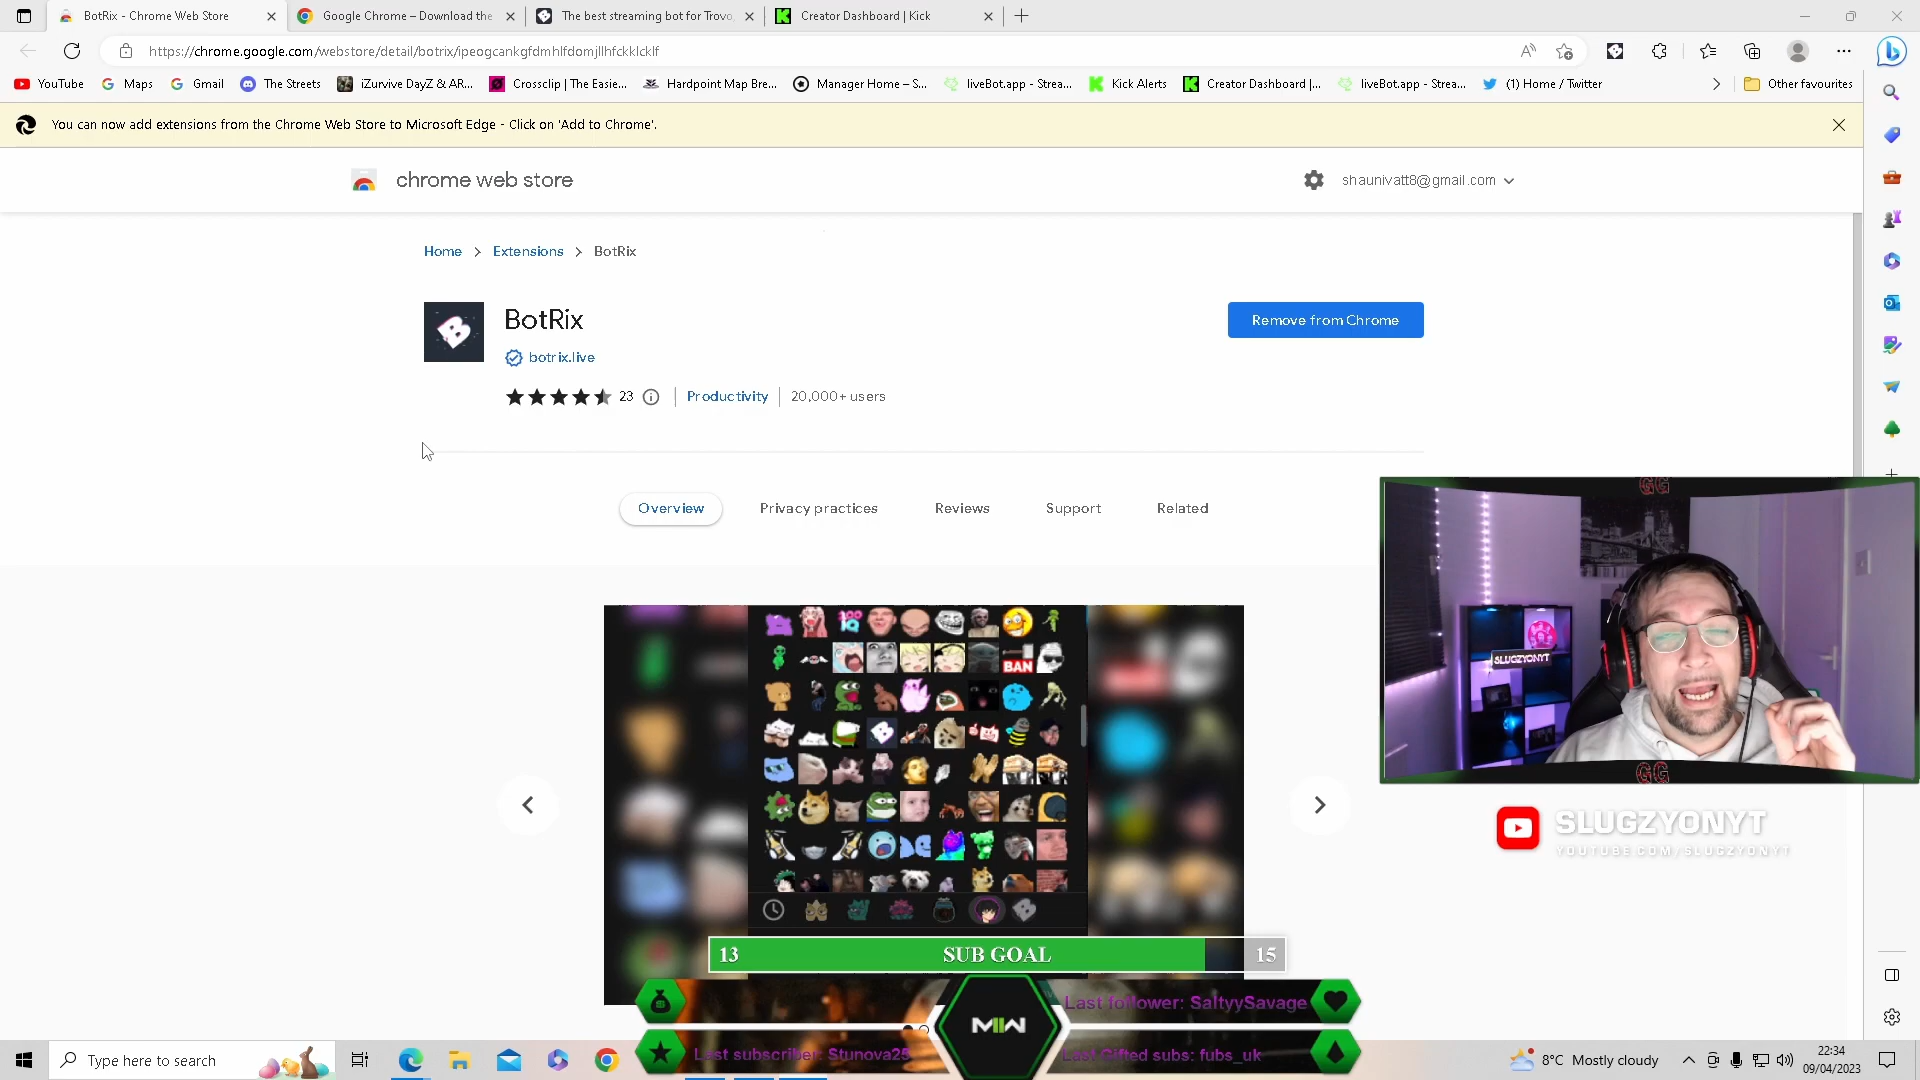 BotRix - Chrome Web Store
Google Chrome – Download the
The best streaming bot for Trovo,
Creator Dashboard | Kick
https://chrome.google.com/webstore/detail/botrix/ipeogcankgfdmhlfdomjllhfckklcklf
YouTube
Maps
Gmail
The Streets
iZurvive DayZ & AR...
Crossclip | The Easie...
Hardpoint Map Bre...
Manager Home – S...
liveBot.app - Strea...
Kick Alerts
Creator Dashboard |...
liveBot.app - Strea...
(1) Home / Twitter
Other favourites
You can now add extensions from the Chrome Web Store to Microsoft Edge - Click on 'Add to Chrome'.
chrome web store
shaunivatt8@gmail.com
Home > Extensions > BotRix
BotRix
Remove from Chrome
botrix.live
23
Productivity
20,000+ users
Overview
Privacy practices
Reviews
Support
Related
BAN
GG
SLUGZYONYT
GG
SLUGZYONYT
YOUTUBE.COM/SLUGZYONYT
13
SUB GOAL
15
Last follower: SaltyySavage
MW
Last subscriber: Stunova25
Last Gifted subs: fubs_uk
Type here to search
8°C Mostly cloudy
22:34
09/04/2023